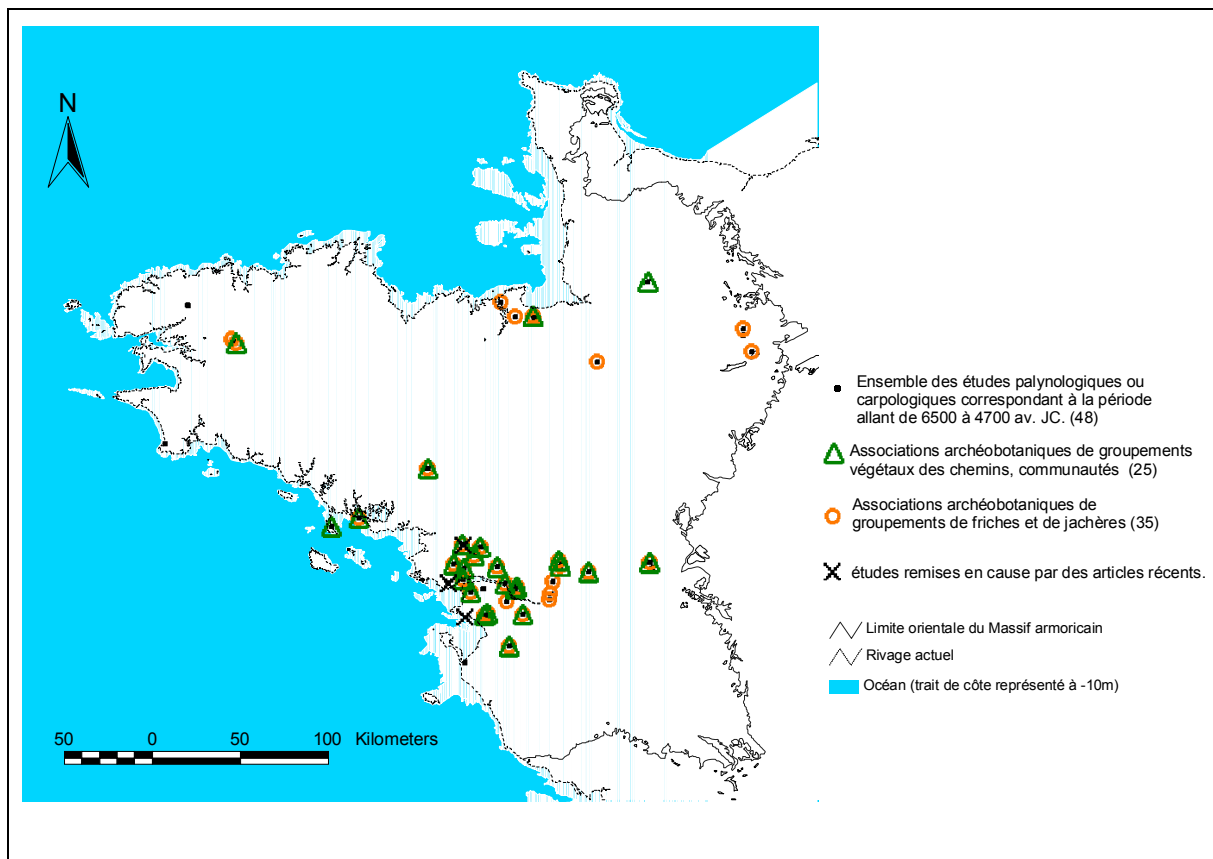 N
Ensemble des études palynologiques ou
carpologiques correspondant à la période
allant de 6500 à 4700 av. JC. (48)
Associations archéobotaniques de groupements
végétaux des chemins, communautés (25)
Associations archéobotaniques de
groupements de friches et de jachères (35)
études remises en cause par des articles récents.
Limite orientale du Massif armoricain
Rivage actuel
Océan (trait de côte représenté à -10m)
50 0 50 100 Kilometers